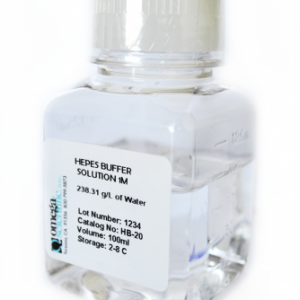 HEPES BUFFER
SOLUTION 1M
238.31 g/L of Water
Lot Number: 1234
Catalog No: HB-20
Volume: 100ml
Storage: 2-8 C
omega